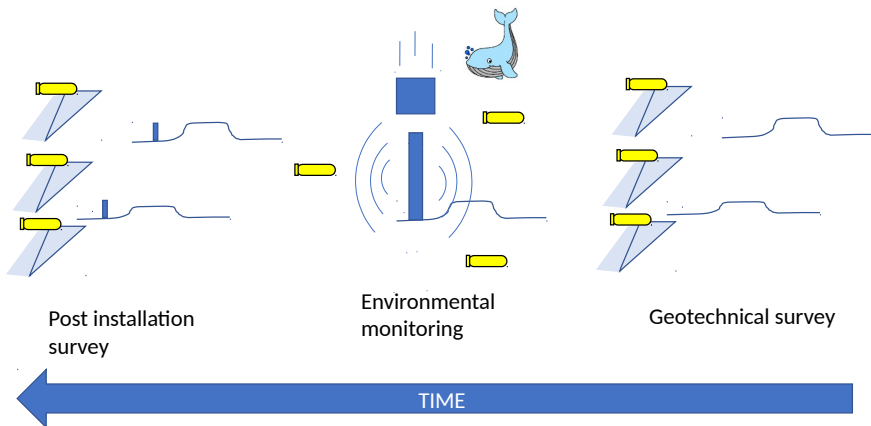 Post installation
survey
Environmental
monitoring
Geotechnical survey
TIME